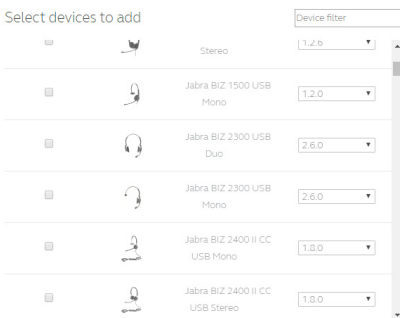 Select devices to add
Device filter
1.2.6
Stereo
Jabra BIZ 1500 USB
Mono
1.2.0
Jabra BIZ 2300 USB
Duo
2.6.0
Jabra BIZ 2300 USB
Mono
2.6.0
Jabra BIZ 2400 II CC
USB Mono
1.8.0
Jabra BIZ 2400 II CC
USB Stereo
1.8.0